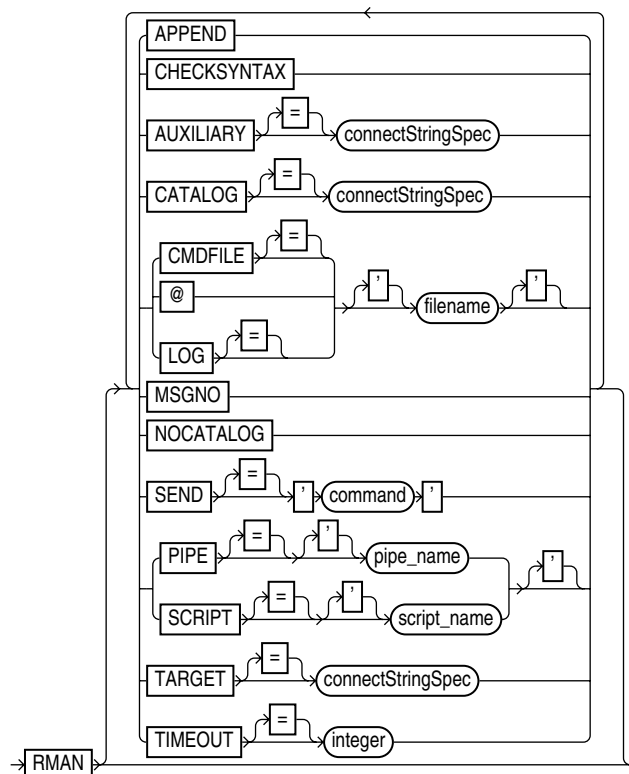 APPEND
CHECKSYNTAX
AUXILIARY = connectStringSpec
CATALOG = connectStringSpec
CMDFILE =
@ ' filename '
LOG =
MSGNO
NOCATALOG
SEND = ' command '
PIPE = ' pipe_name '
SCRIPT = ' script_name
TARGET = connectStringSpec
TIMEOUT = integer
RMAN